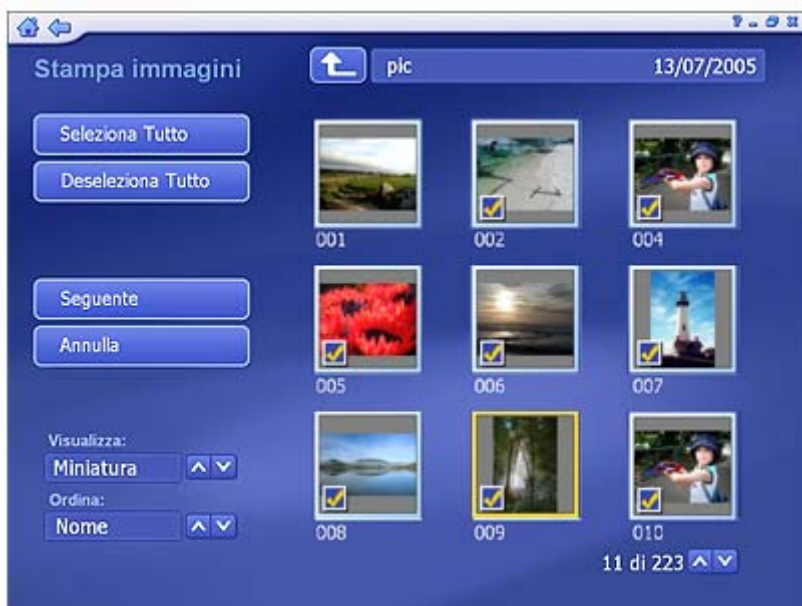 Stampa immagini
pic 13/07/2005
Seleziona Tutto
Deseleziona Tutto
001 002 004
Seguente
Annulla
005 006 007
Visualizza:
Miniatura
Ordina:
Nome
008 009 010
11 di 223